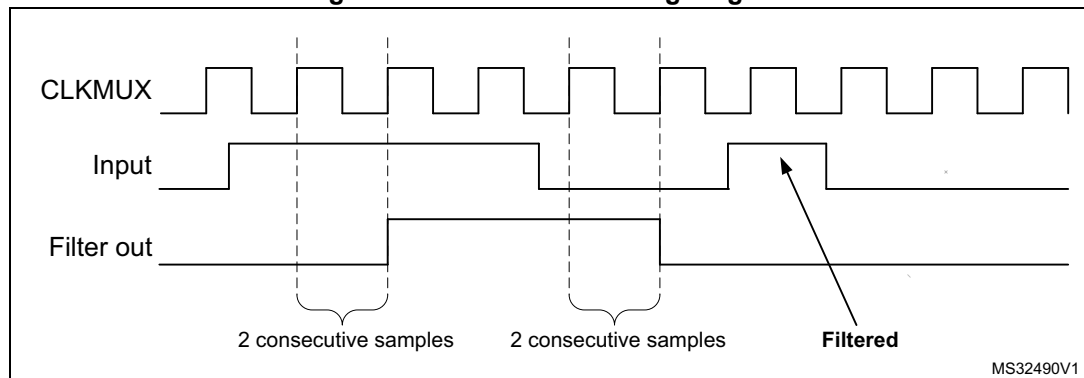 CLKMUX
Input
Filter out
2 consecutive samples
2 consecutive samples
Filtered
MS32490V1